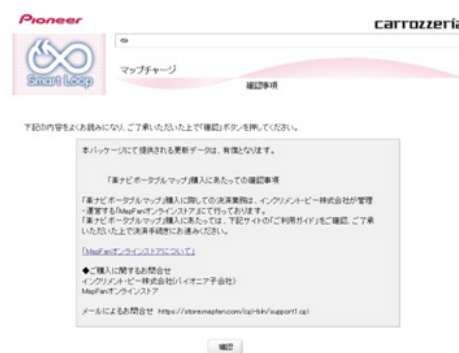 Pioneer
carrozzeria
Smart Loop
マップチャージ
確認事項
下記の内容をよくお読みになり、ご了承いただいた上で「確認」ボタンを押してください。
本パッケージにて提供される更新データは、有償となります。
「楽ナビポータブルマップ」購入にあたっての確認事項
「楽ナビポータブルマップ」購入に際しての決済業務は、インクリメント・ピー株式会社が管理
・運営する「MapFanオンラインストア」にて行っております。
「楽ナビポータブルマップ」購入にあたっては、下記サイトの「ご利用ガイド」をご確認、ご了承
いただいた上で決済手続きにお進みください。
「MapFanオンラインストアについて」
◆ご購入に関するお問合せ
インクリメント・ピー株式会社(パイオニア子会社)
MapFanオンラインストア
メールによるお問合せ https://store.mapfan.com/cgi-bin/support1.cgi
確認